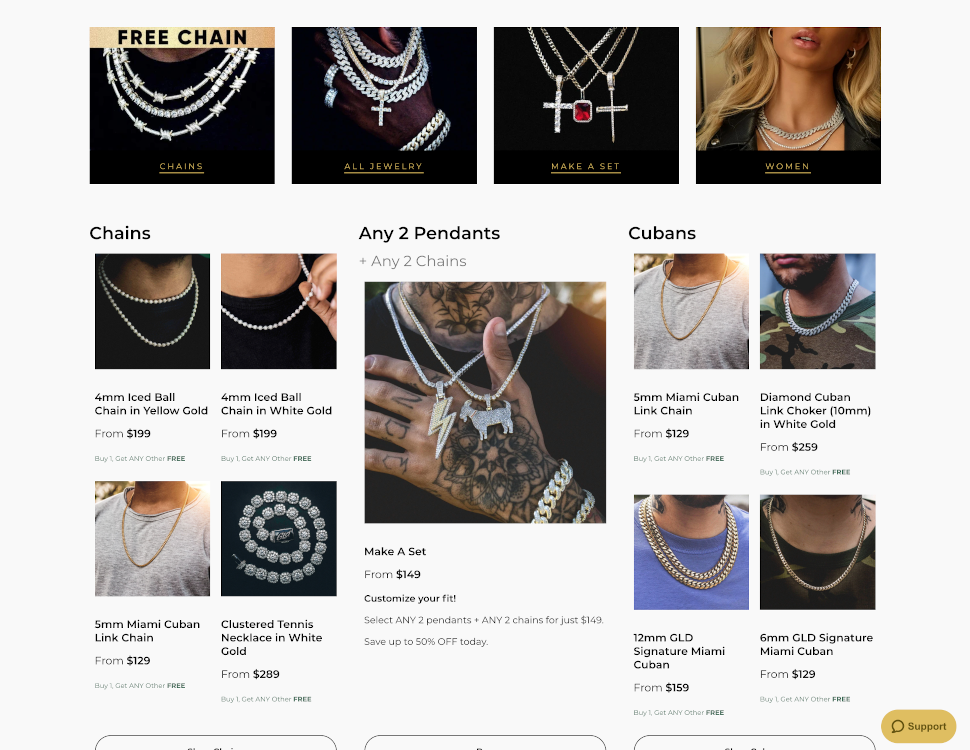 FREE CHAIN
CHAINS
ALL JEWELRY
MAKE A SET
WOMEN
Chains
4mm Iced Ball
Chain in Yellow Gold
From $199
Buy 1, Get ANY Other FREE
4mm Iced Ball
Chain in White Gold
From $199
Buy 1, Get ANY Other FREE
5mm Miami Cuban
Link Chain
From $129
Buy 1, Get ANY Other FREE
Clustered Tennis
Necklace in White
Gold
From $289
Buy 1, Get ANY Other FREE
Any 2 Pendants
+ Any 2 Chains
Make A Set
From $149
Customize your fit!
Select ANY 2 pendants + ANY 2 chains for just $149.
Save up to 50% OFF today.
Cubans
5mm Miami Cuban
Link Chain
From $129
Buy 1, Get ANY Other FREE
Diamond Cuban
Link Choker (10mm)
in White Gold
From $259
Buy 1, Get ANY Other FREE
12mm GLD
Signature Miami
Cuban
From $159
Buy 1, Get ANY Other FREE
6mm GLD Signature
Miami Cuban
From $129
Buy 1, Get ANY Other FREE
Support